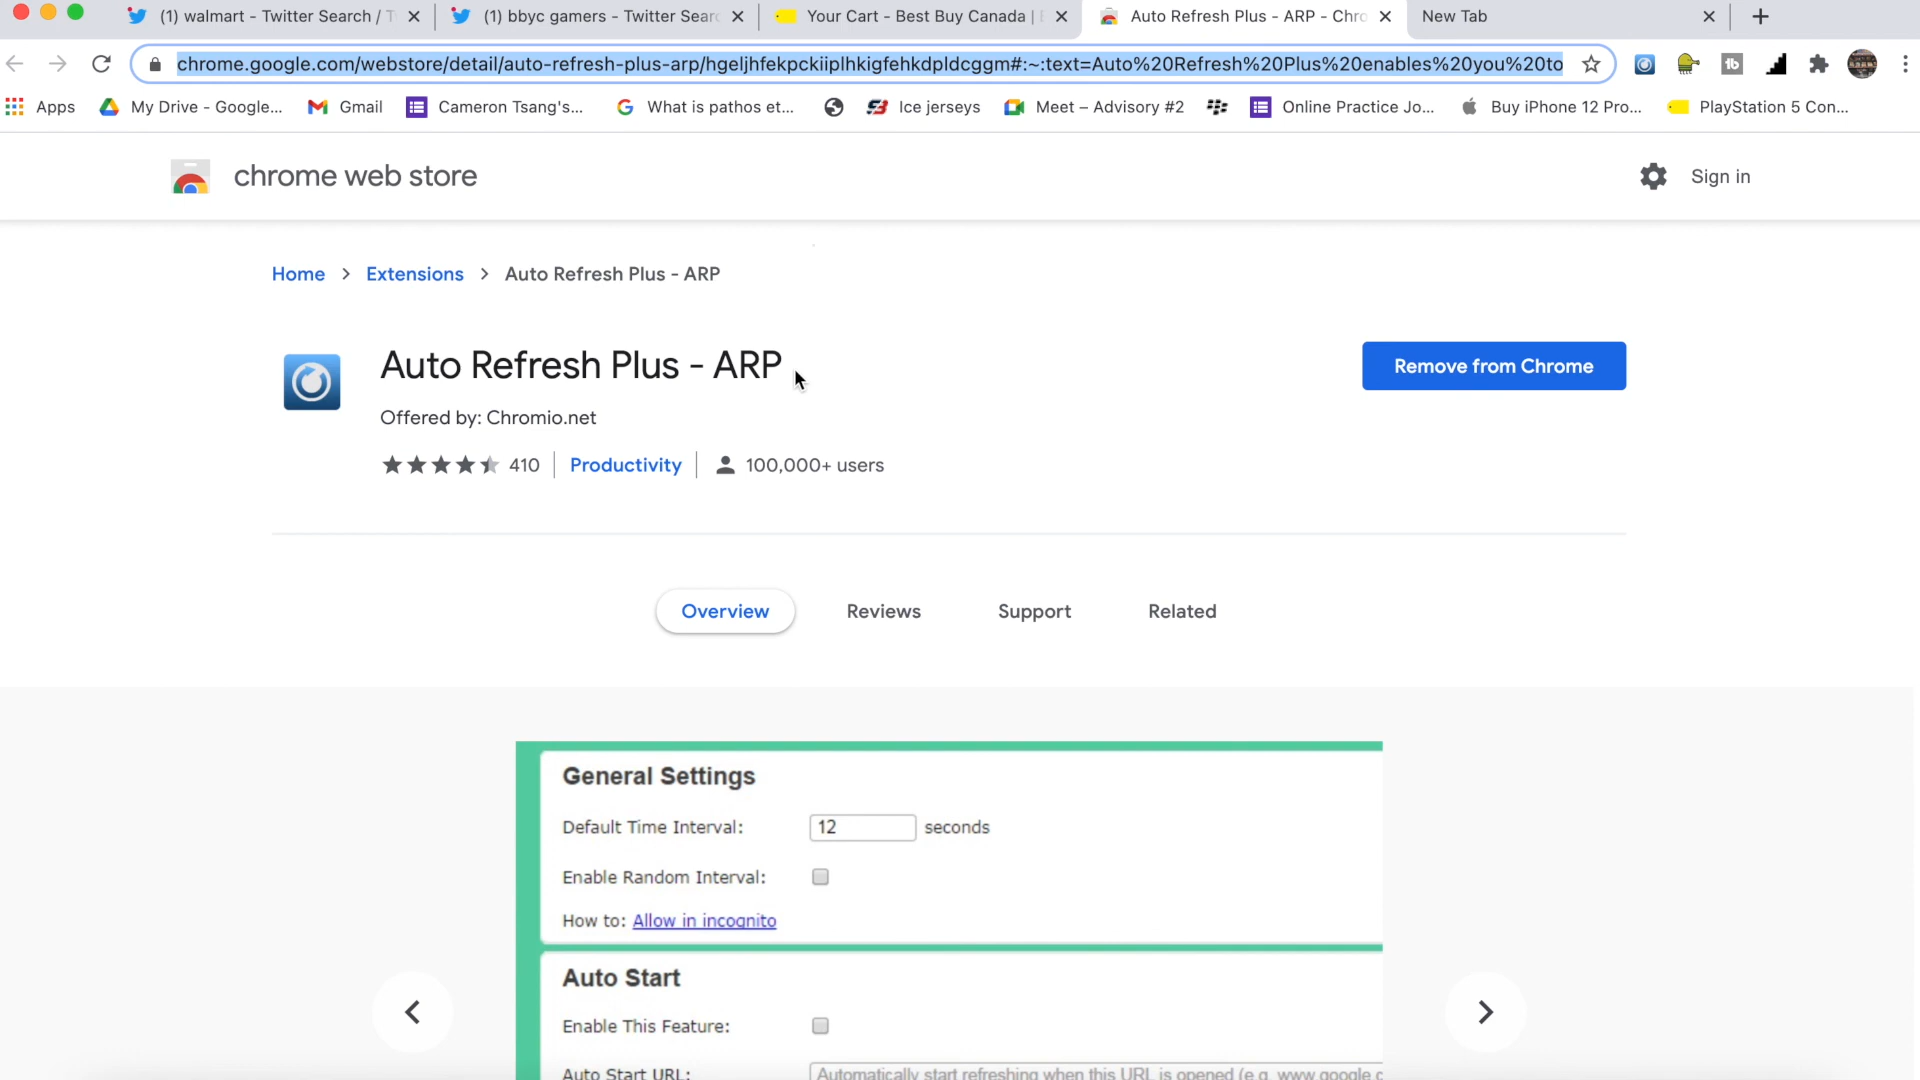 (1) walmart - Twitter Search / T
(1) bbyc gamers - Twitter Searc
Your Cart - Best Buy Canada | B
Auto Refresh Plus - ARP - Chro
New Tab
chrome.google.com/webstore/detail/auto-refresh-plus-arp/hgeljhfekpckiiplhkigfehkdpldcggm#:~:text=Auto%20Refresh%20Plus%20enables%20you%20to
Apps
My Drive - Google...
Gmail
Cameron Tsang's...
What is pathos et...
Ice jerseys
Meet – Advisory #2
Online Practice Jo...
Buy iPhone 12 Pro...
PlayStation 5 Con...
chrome web store
Sign in
Home > Extensions > Auto Refresh Plus - ARP
Auto Refresh Plus - ARP
Remove from Chrome
Offered by: Chromio.net
410 | Productivity | 100,000+ users
Overview
Reviews
Support
Related
General Settings
Default Time Interval: 12 seconds
Enable Random Interval:
How to: Allow in incognito
Auto Start
Enable This Feature:
Auto Start URL: Automatically start refreshing when this URL is opened (e.g. www.google.c